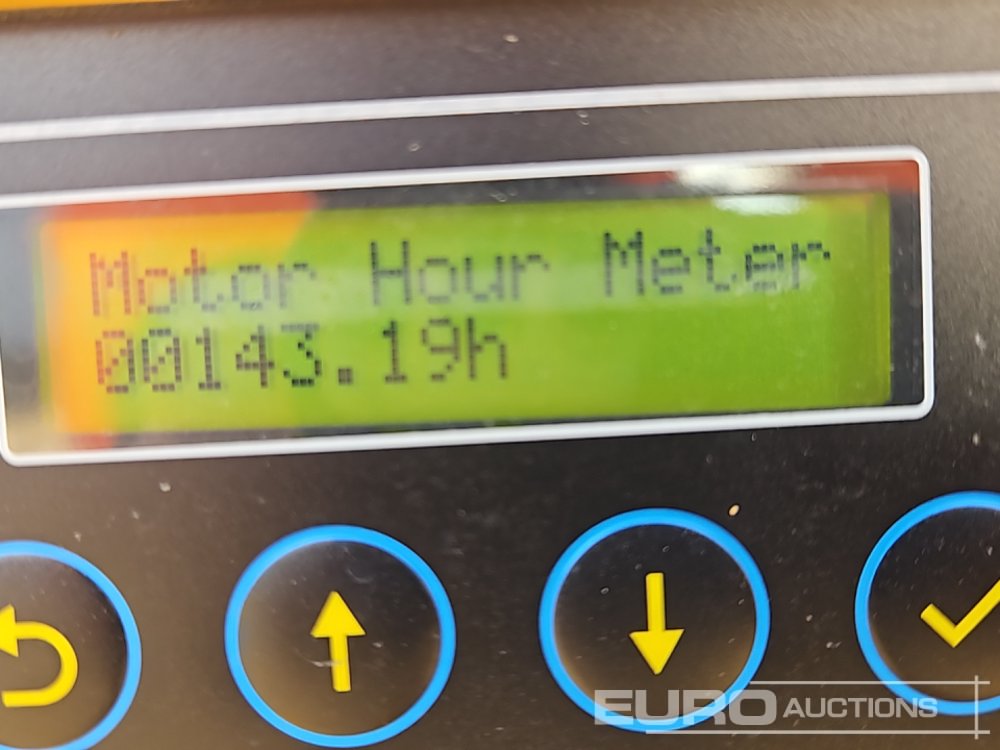 Motor Hour Meter
00143.19h
EURO AUCTIONS